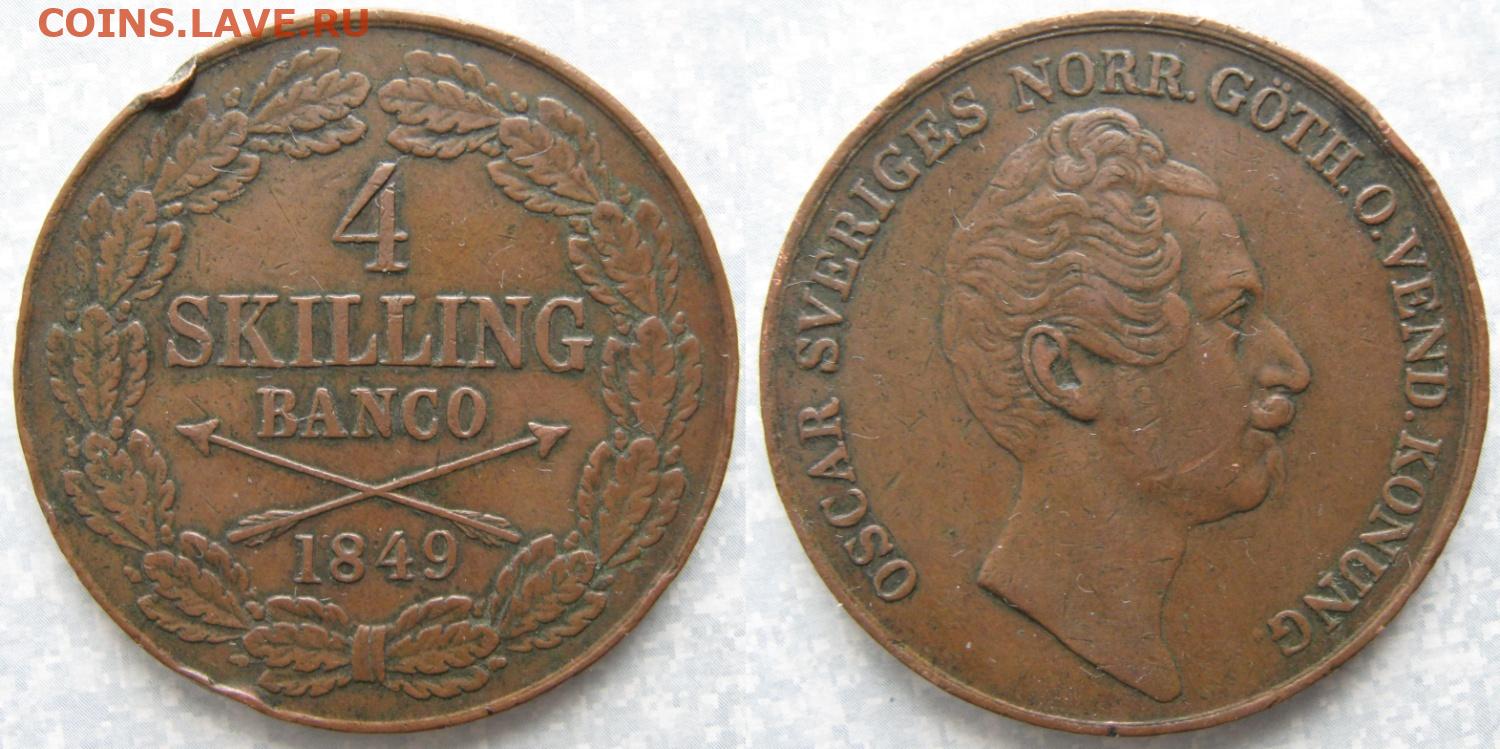 COINS.LAVE.RU
4
SKILLING
BANCO
1849
OSCAR SVERIGES NORR. GÖTH. O. VEND. KONUNG